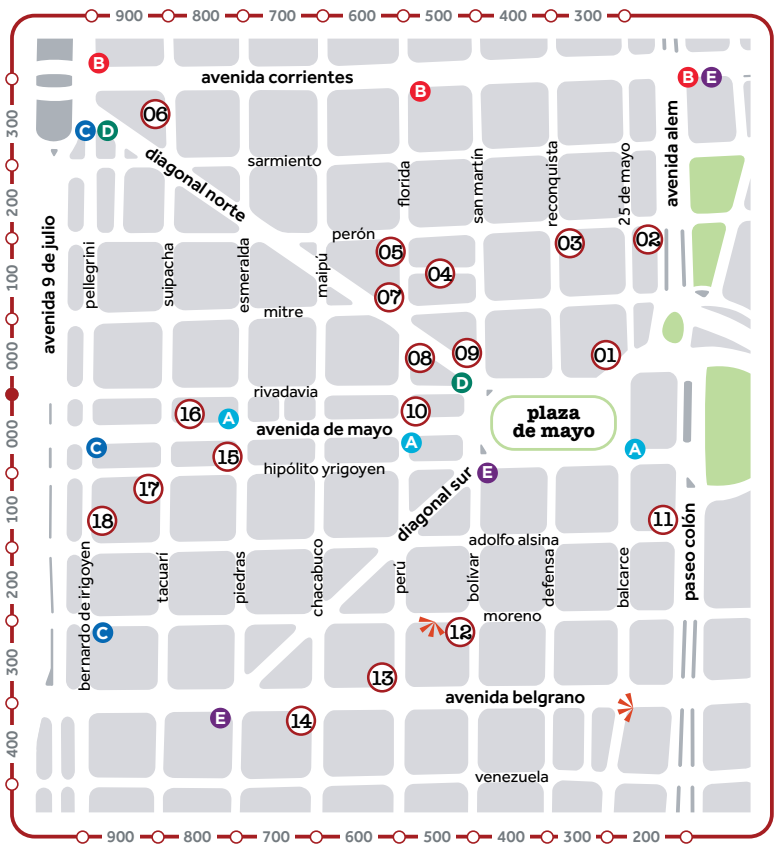 900 800 700 600 500 400 300
B
avenida corrientes
B
B E
06
C D
300
sarmiento
diagonal norte
florida
san martín
reconquista
25 de mayo
avenida alem
200
avenida 9 de julio
pellegrini
suipacha
esmeralda
maipú
perón
05
04
03
02
100
07
mitre
000
08
09
01
D
rivadavia
16
A
10
plaza
de mayo
avenida de mayo
A
A
000
C
15
hipólito yrigoyen
E
17
18
diagonal sur
11
100
adolfo alsina
paseo colón
bernardo de irigoyen
tacuarí
piedras
chacabuco
perú
bolívar
defensa
balcarce
200
moreno
C
12
300
13
avenida belgrano
E
14
400
venezuela
900 800 700 600 500 400 300 200